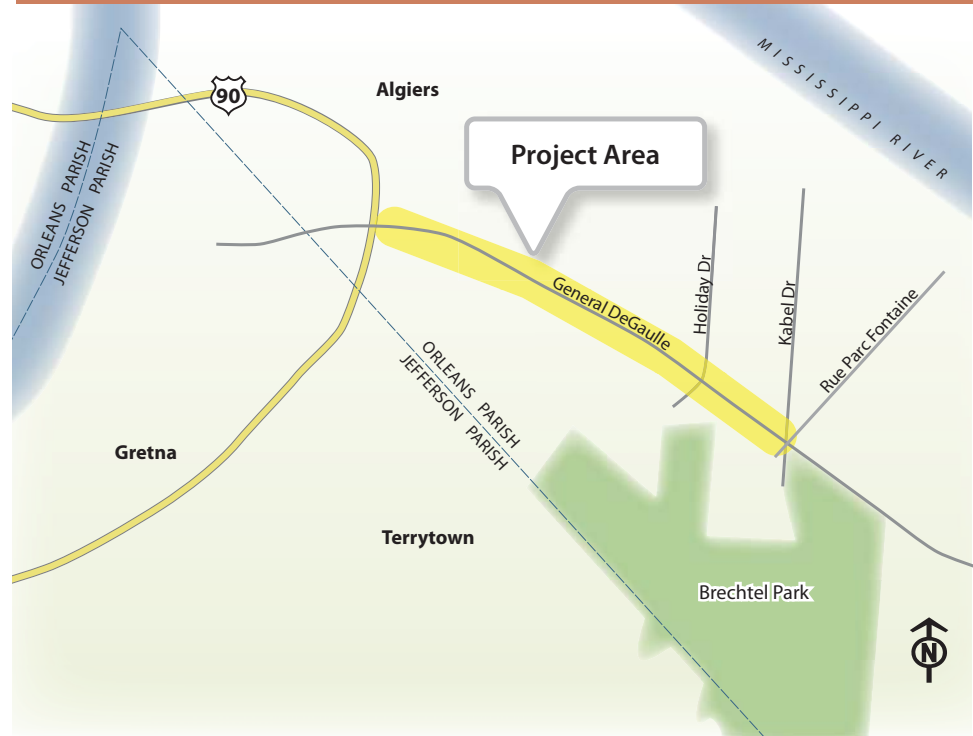 MISSISSIPPI RIVER
90
Algiers
Project Area
ORLEANS PARISH
JEFFERSON PARISH
Holiday Dr
Kabel Dr
General DeGaulle
Rue Parc Fontaine
ORLEANS PARISH
JEFFERSON PARISH
Gretna
Terrytown
Brechtel Park
N